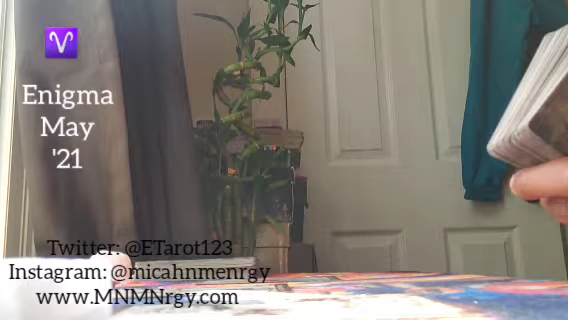 ♈
Enigma
May
'21
Twitter: @ETarot123
Instagram: @micahnmenrgy
www.MNMNrgy.com